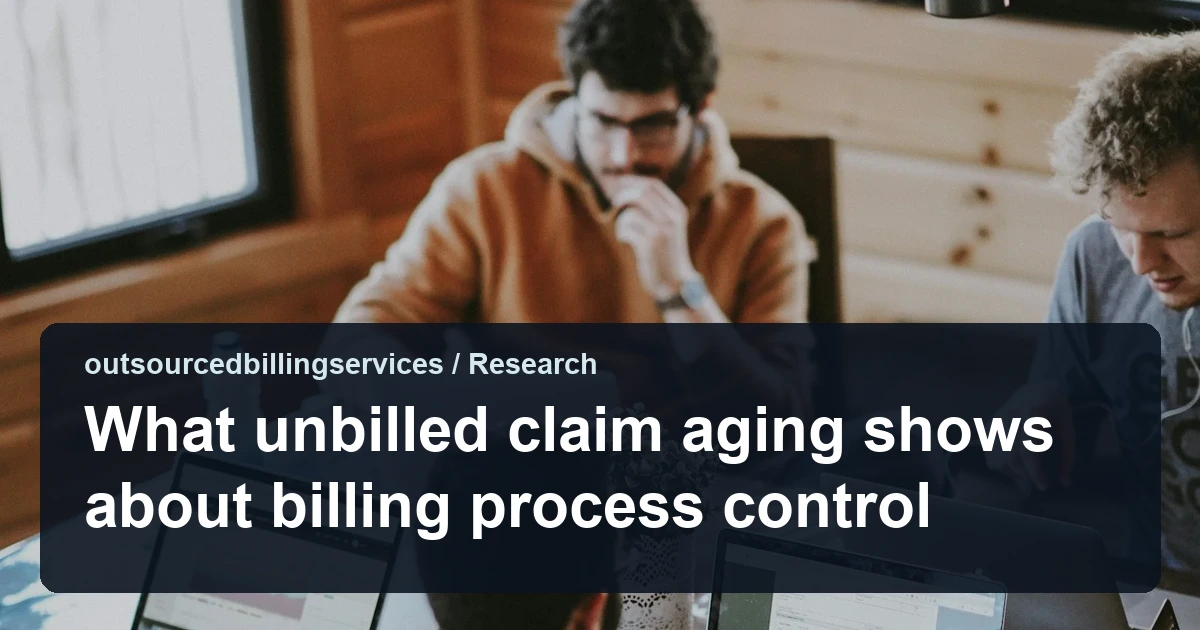 outsourcedbillingservices / Research
What unbilled claim aging shows
about billing process control